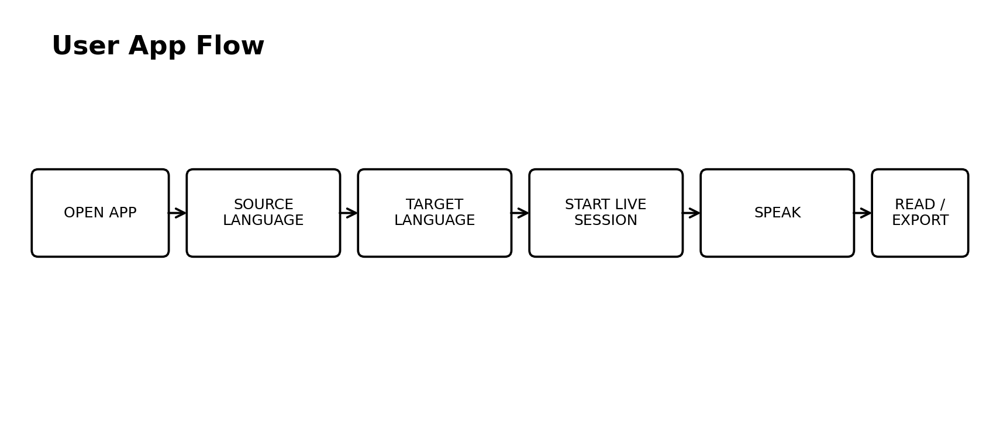 User App Flow
OPEN APP
SOURCE
LANGUAGE
TARGET
LANGUAGE
START LIVE
SESSION
SPEAK
READ /
EXPORT